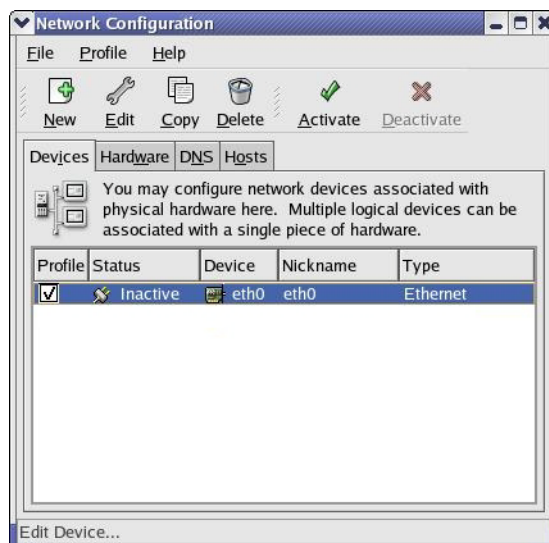 Network Configuration
File Profile Help
New Edit Copy Delete Activate Deactivate
Devices Hardware DNS Hosts
You may configure network devices associated with
physical hardware here. Multiple logical devices can be
associated with a single piece of hardware.
Profile Status Device Nickname Type
Inactive eth0 eth0 Ethernet
Edit Device...